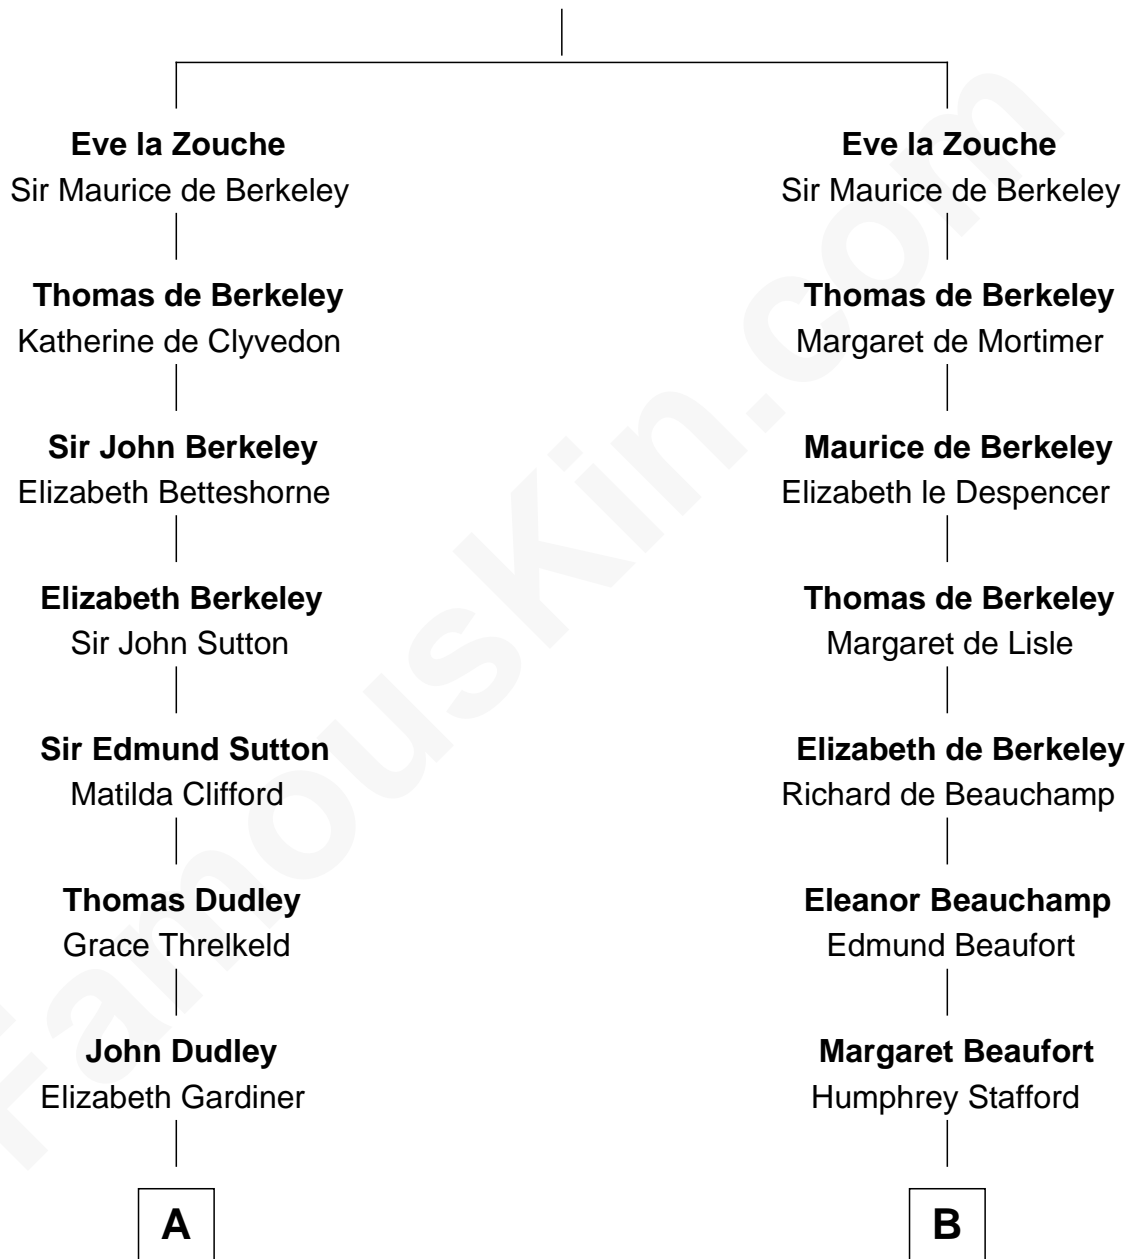 Eve la Zouche
Sir Maurice de Berkeley
Thomas de Berkeley
Katherine de Clyvedon
Sir John Berkeley
Elizabeth Betteshorne
Elizabeth Berkeley
Sir John Sutton
Sir Edmund Sutton
Matilda Clifford
Thomas Dudley
Grace Threlkeld
John Dudley
Elizabeth Gardiner
A
Eve la Zouche
Sir Maurice de Berkeley
Thomas de Berkeley
Margaret de Mortimer
Maurice de Berkeley
Elizabeth le Despencer
Thomas de Berkeley
Margaret de Lisle
Elizabeth de Berkeley
Richard de Beauchamp
Eleanor Beauchamp
Edmund Beaufort
Margaret Beaufort
Humphrey Stafford
B
FamousKin.com